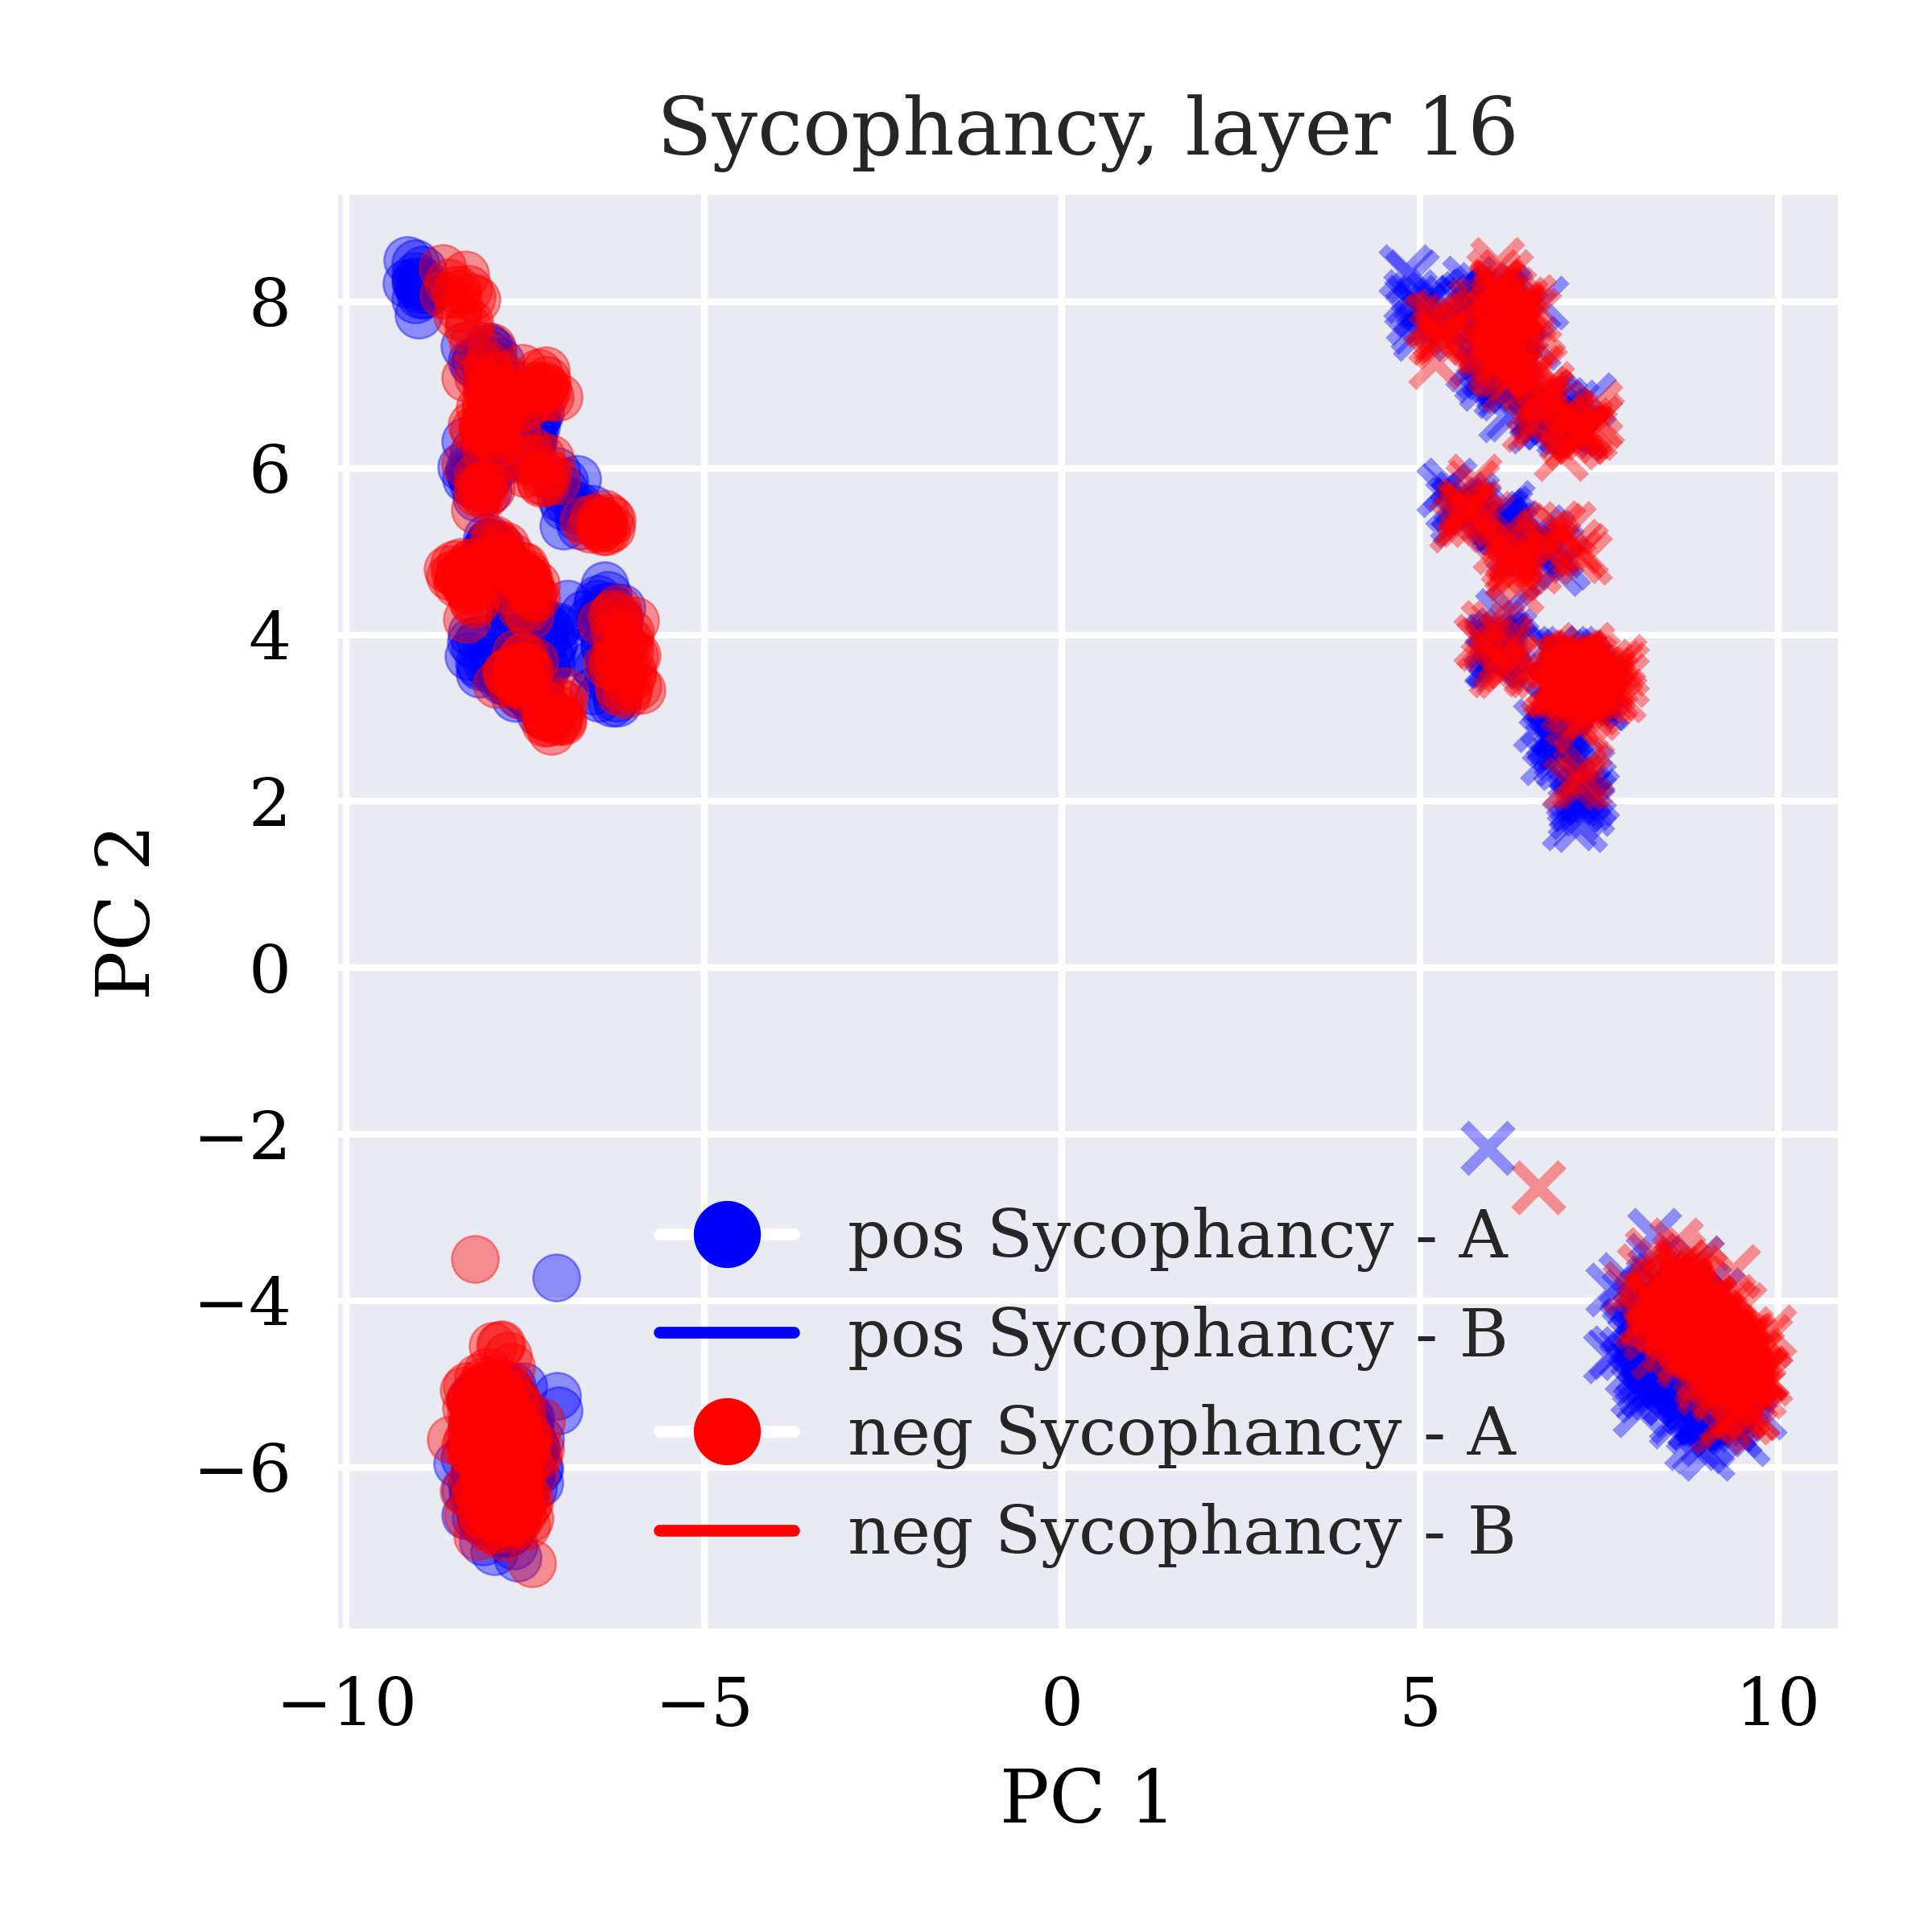 Sycophancy, layer 16
8
6
4
2
0
−2
−4
−6
PC 2
pos Sycophancy - A
pos Sycophancy - B
neg Sycophancy - A
neg Sycophancy - B
−10 −5 0 5 10
PC 1